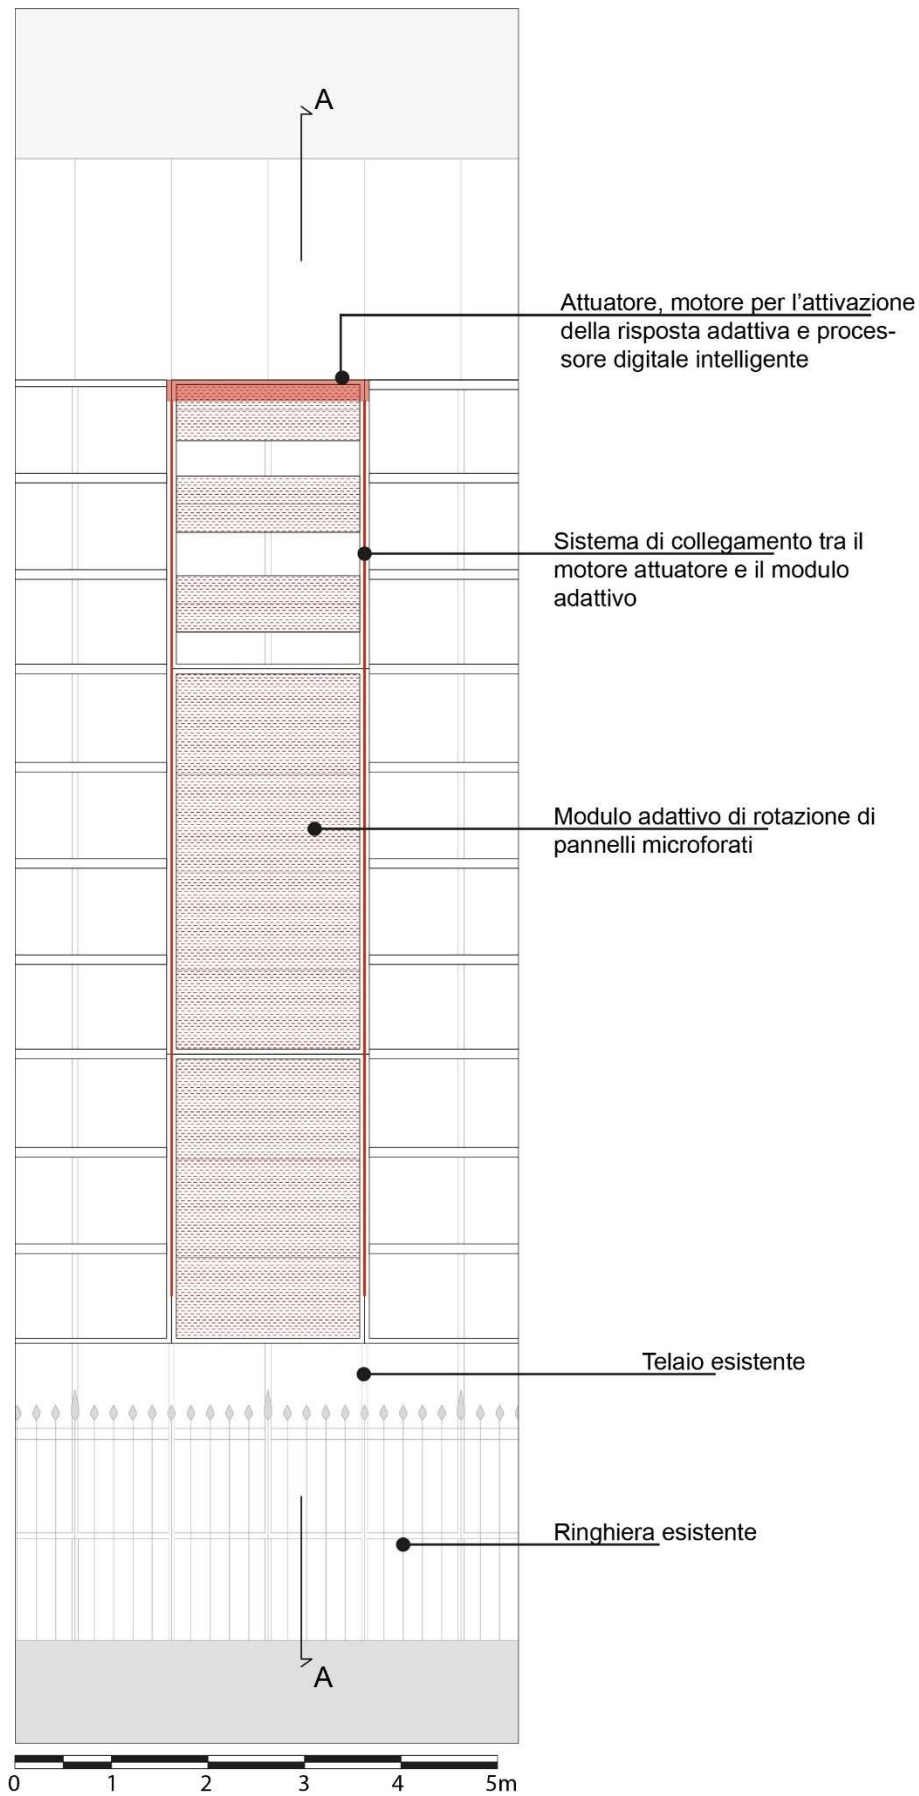 A
Attuatore, motore per l’attivazione
della risposta adattiva e proces-
sore digitale intelligente
Sistema di collegamento tra il
motore attuatore e il modulo
adattivo
Modulo adattivo di rotazione di
pannelli microforati
Telaio esistente
Ringhiera esistente
A
0 1 2 3 4 5m